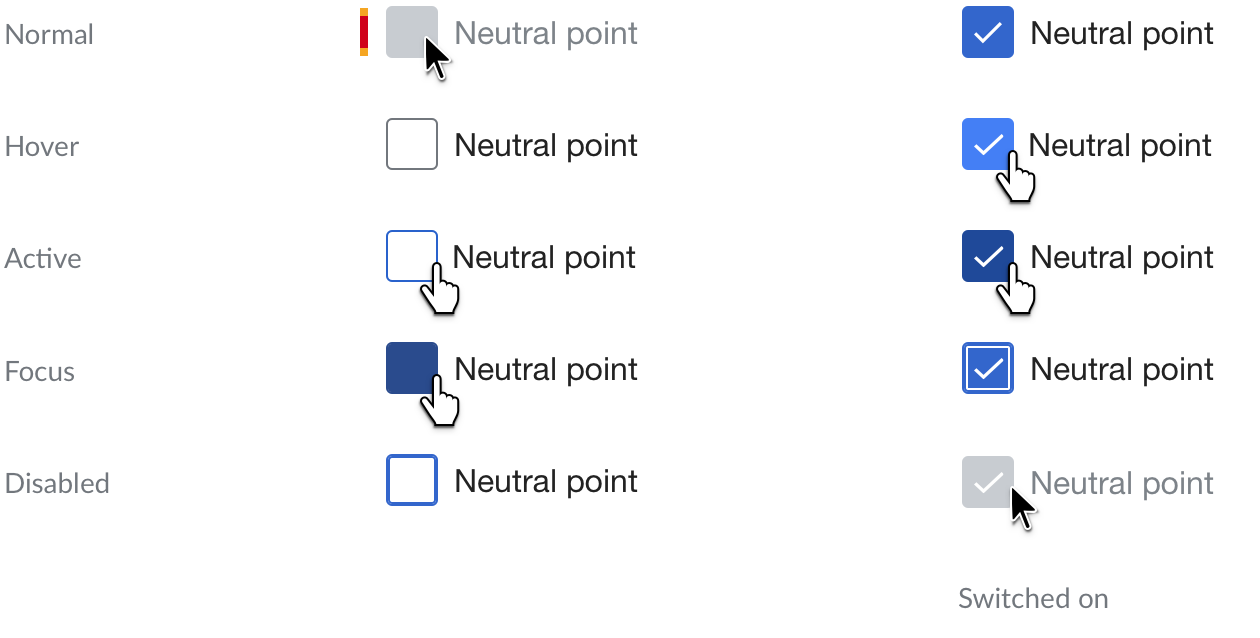 Normal Neutral point Neutral point
Hover Neutral point Neutral point
Active Neutral point Neutral point
Focus Neutral point Neutral point
Disabled Neutral point Neutral point
Switched on